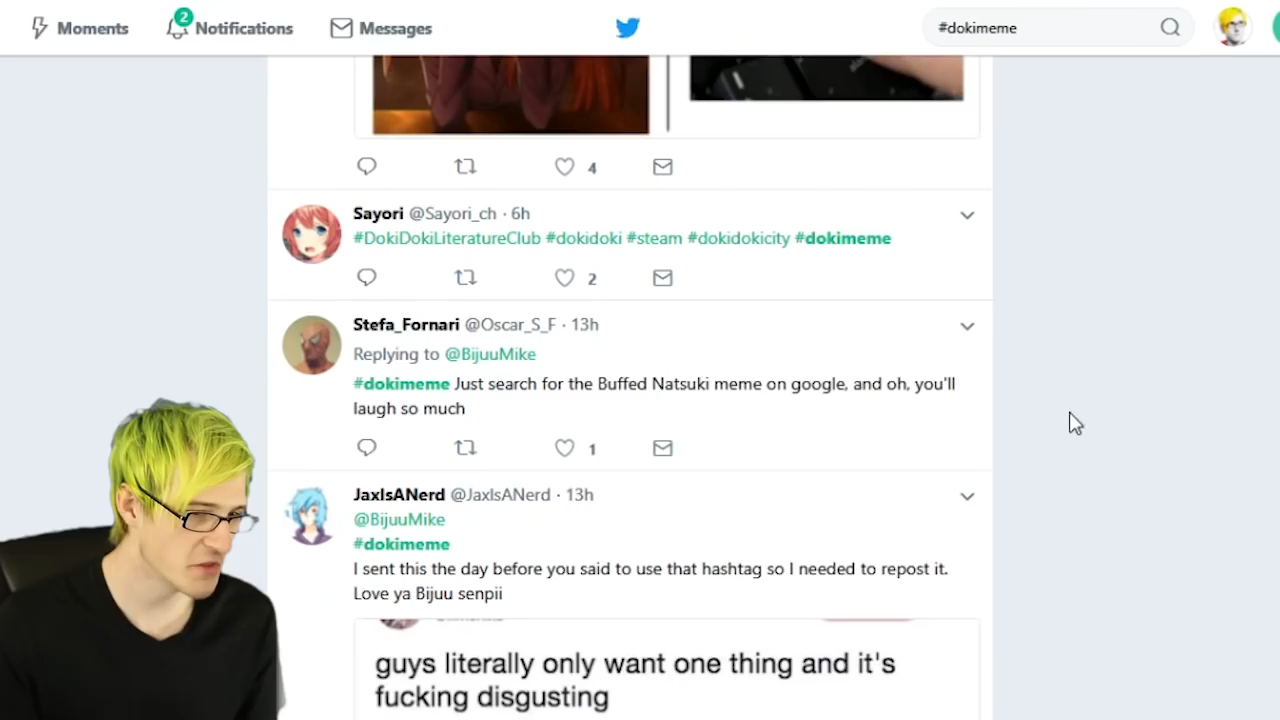 Moments
2
Notifications
Messages
#dokimeme
4
Sayori @Sayori_ch · 6h
#DokiDokiLiteratureClub #dokidoki #steam #dokidokicity #dokimeme
2
Stefa_Fornari @Oscar_S_F · 13h
Replying to @BijuuMike
#dokimeme Just search for the Buffed Natsuki meme on google, and oh, you'll
laugh so much
1
JaxIsANerd @JaxIsANerd · 13h
@BijuuMike
#dokimeme
I sent this the day before you said to use that hashtag so I needed to repost it.
Love ya Bijuu senpii
guys literally only want one thing and it's
fucking disgusting